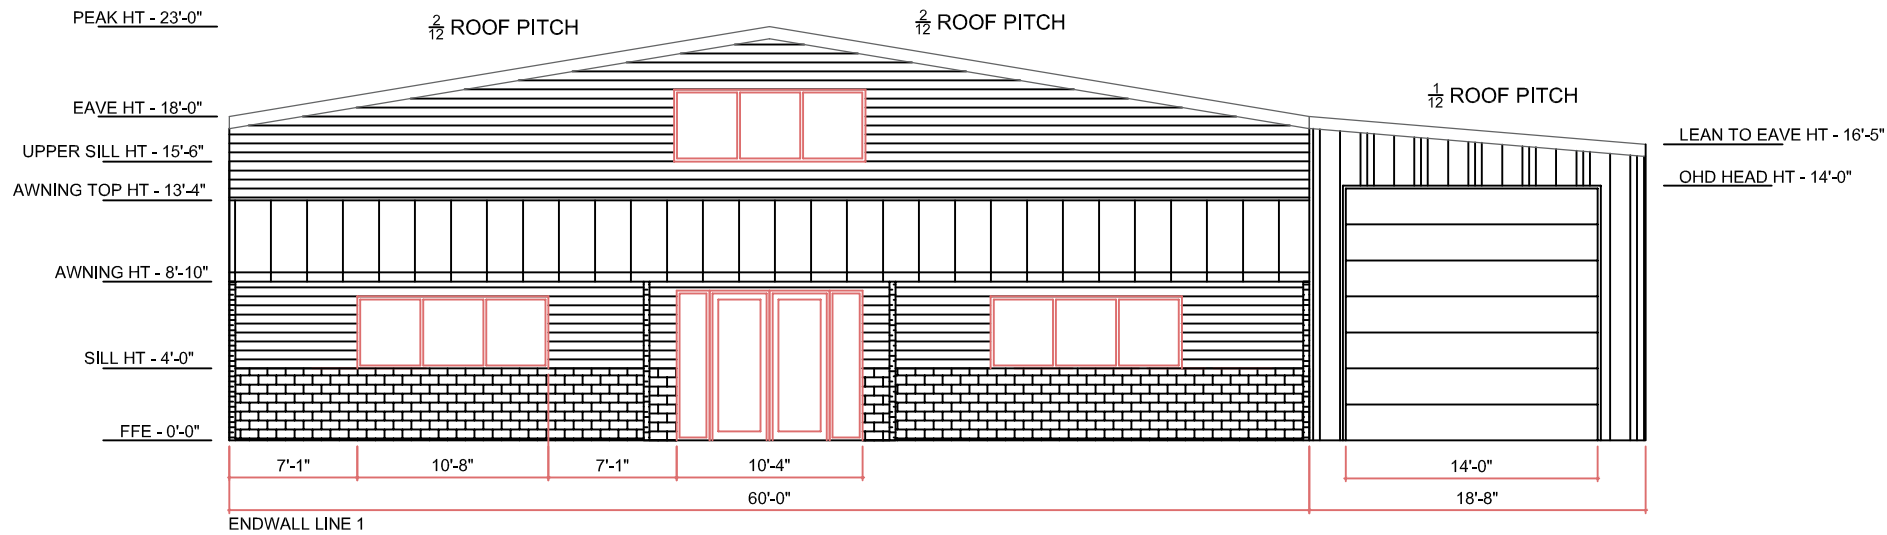 PEAK HT - 23'-0"
2/12 ROOF PITCH
2/12 ROOF PITCH
EAVE HT - 18'-0"
1/12 ROOF PITCH
UPPER SILL HT - 15'-6"
LEAN TO EAVE HT - 16'-5"
AWNING TOP HT - 13'-4"
OHD HEAD HT - 14'-0"
AWNING HT - 8'-10"
SILL HT - 4'-0"
FFE - 0'-0"
7'-1"
10'-8"
7'-1"
10'-4"
14'-0"
60'-0"
18'-8"
ENDWALL LINE 1